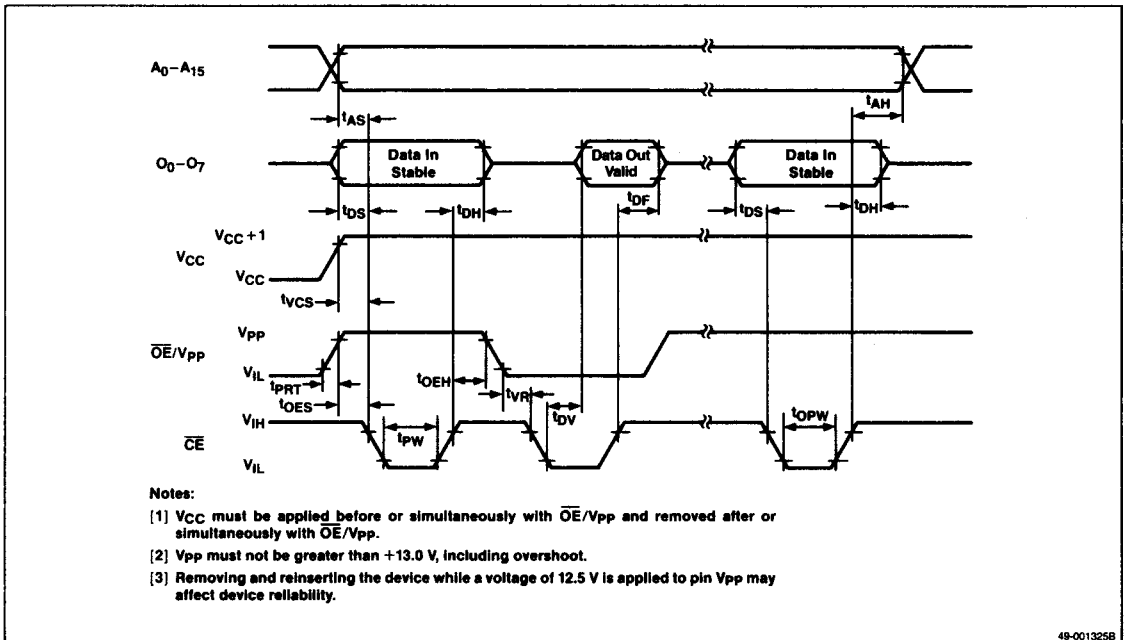 A0–A15
tAS
tAH
O0–O7
Data In Stable
Data Out Valid
Data In Stable
tDS
tDH
tDF
tDS
tDH
VCC+1
VCC
VCC
tVCS
VPP
OE/VPP
VIL
tPRT
tOEH
tVR
tOES
tDV
VIH
CE
tPW
tOPW
VIL
Notes:
[1] VCC must be applied before or simultaneously with OE/VPP and removed after or
simultaneously with OE/VPP.
[2] VPP must not be greater than +13.0 V, including overshoot.
[3] Removing and reinserting the device while a voltage of 12.5 V is applied to pin VPP may
affect device reliability.
49-001325B